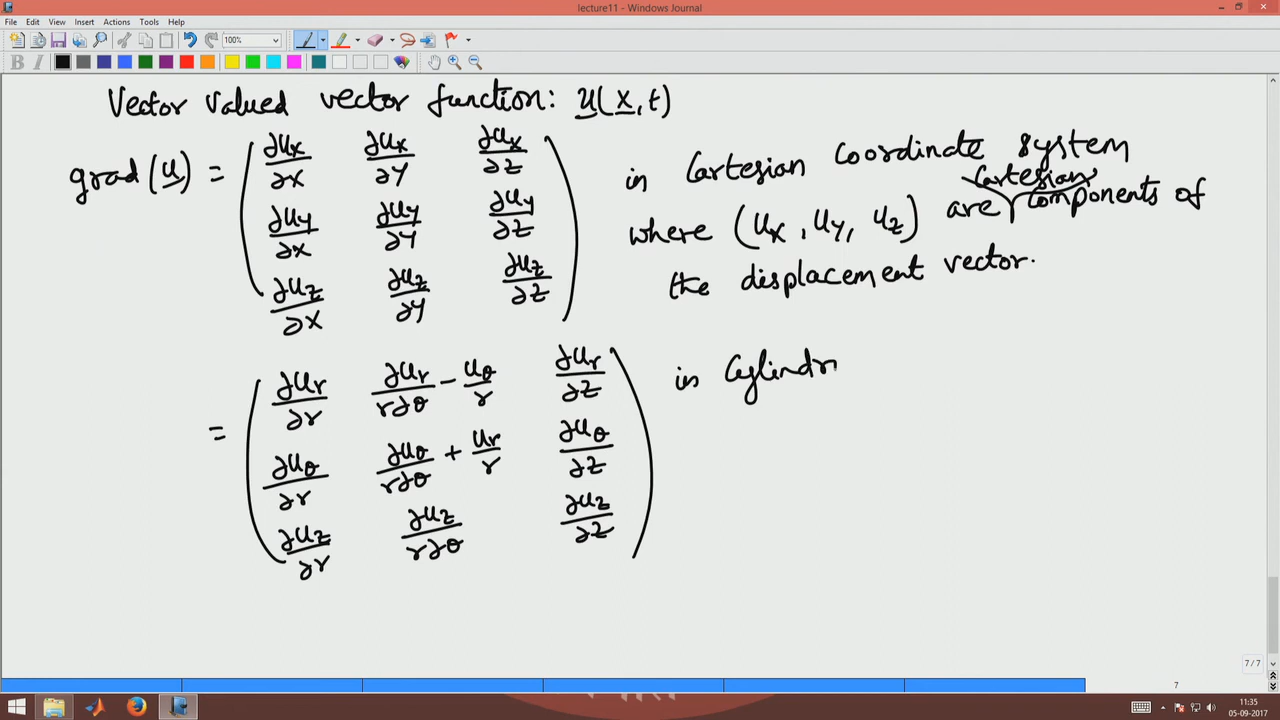 lecture11 - Windows Journal
File Edit View Insert Actions Tools Help
100%
Vector valued vector function: u(X,t)
grad(u) = ( ∂uX/∂X ∂uX/∂Y ∂uX/∂Z in Cartesian coordinate system
∂uY/∂X ∂uY/∂Y ∂uY/∂Z where (uX, uY, uZ) are Cartesian components of
∂uZ/∂X ∂uZ/∂Y ∂uZ/∂Z ) the displacement vector.
= ( ∂ur/∂r ∂ur/r∂θ - uθ/r ∂ur/∂Z in Cylindr
∂uθ/∂r ∂uθ/r∂θ + ur/r ∂uθ/∂Z
∂uZ/∂r ∂uZ/r∂θ ∂uZ/∂Z )
7/7
7
11:35
05-09-2017